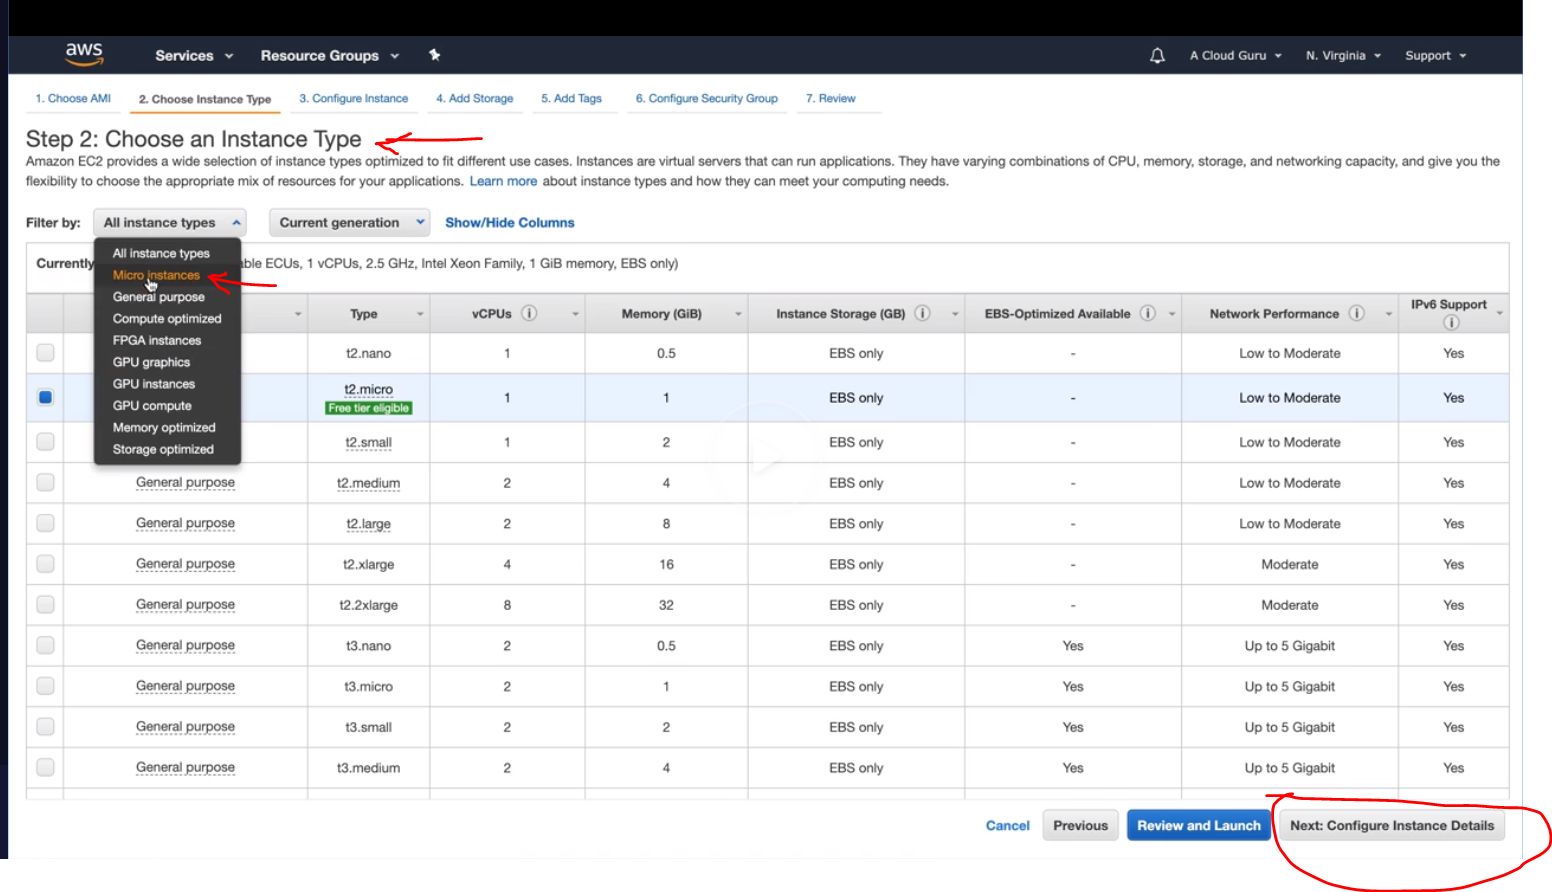 aws Services Resource Groups A Cloud Guru N. Virginia Support
1. Choose AMI 2. Choose Instance Type 3. Configure Instance 4. Add Storage 5. Add Tags 6. Configure Security Group 7. Review
Step 2: Choose an Instance Type
Amazon EC2 provides a wide selection of instance types optimized to fit different use cases. Instances are virtual servers that can run applications. They have varying combinations of CPU, memory, storage, and networking capacity, and give you the
flexibility to choose the appropriate mix of resources for your applications. Learn more about instance types and how they can meet your computing needs.
Filter by: All instance types Current generation Show/Hide Columns
All instance types
Micro instances
General purpose
Compute optimized
FPGA instances
GPU graphics
GPU instances
GPU compute
Memory optimized
Storage optimized
Currently able ECUs, 1 vCPUs, 2.5 GHz, Intel Xeon Family, 1 GiB memory, EBS only)
Type vCPUs i Memory (GiB) Instance Storage (GB) i EBS-Optimized Available i Network Performance i IPv6 Support i
t2.nano 1 0.5 EBS only - Low to Moderate Yes
t2.micro Free tier eligible 1 1 EBS only - Low to Moderate Yes
t2.small 1 2 EBS only - Low to Moderate Yes
General purpose t2.medium 2 4 EBS only - Low to Moderate Yes
General purpose t2.large 2 8 EBS only - Low to Moderate Yes
General purpose t2.xlarge 4 16 EBS only - Moderate Yes
General purpose t2.2xlarge 8 32 EBS only - Moderate Yes
General purpose t3.nano 2 0.5 EBS only Yes Up to 5 Gigabit Yes
General purpose t3.micro 2 1 EBS only Yes Up to 5 Gigabit Yes
General purpose t3.small 2 2 EBS only Yes Up to 5 Gigabit Yes
General purpose t3.medium 2 4 EBS only Yes Up to 5 Gigabit Yes
Cancel Previous Review and Launch Next: Configure Instance Details